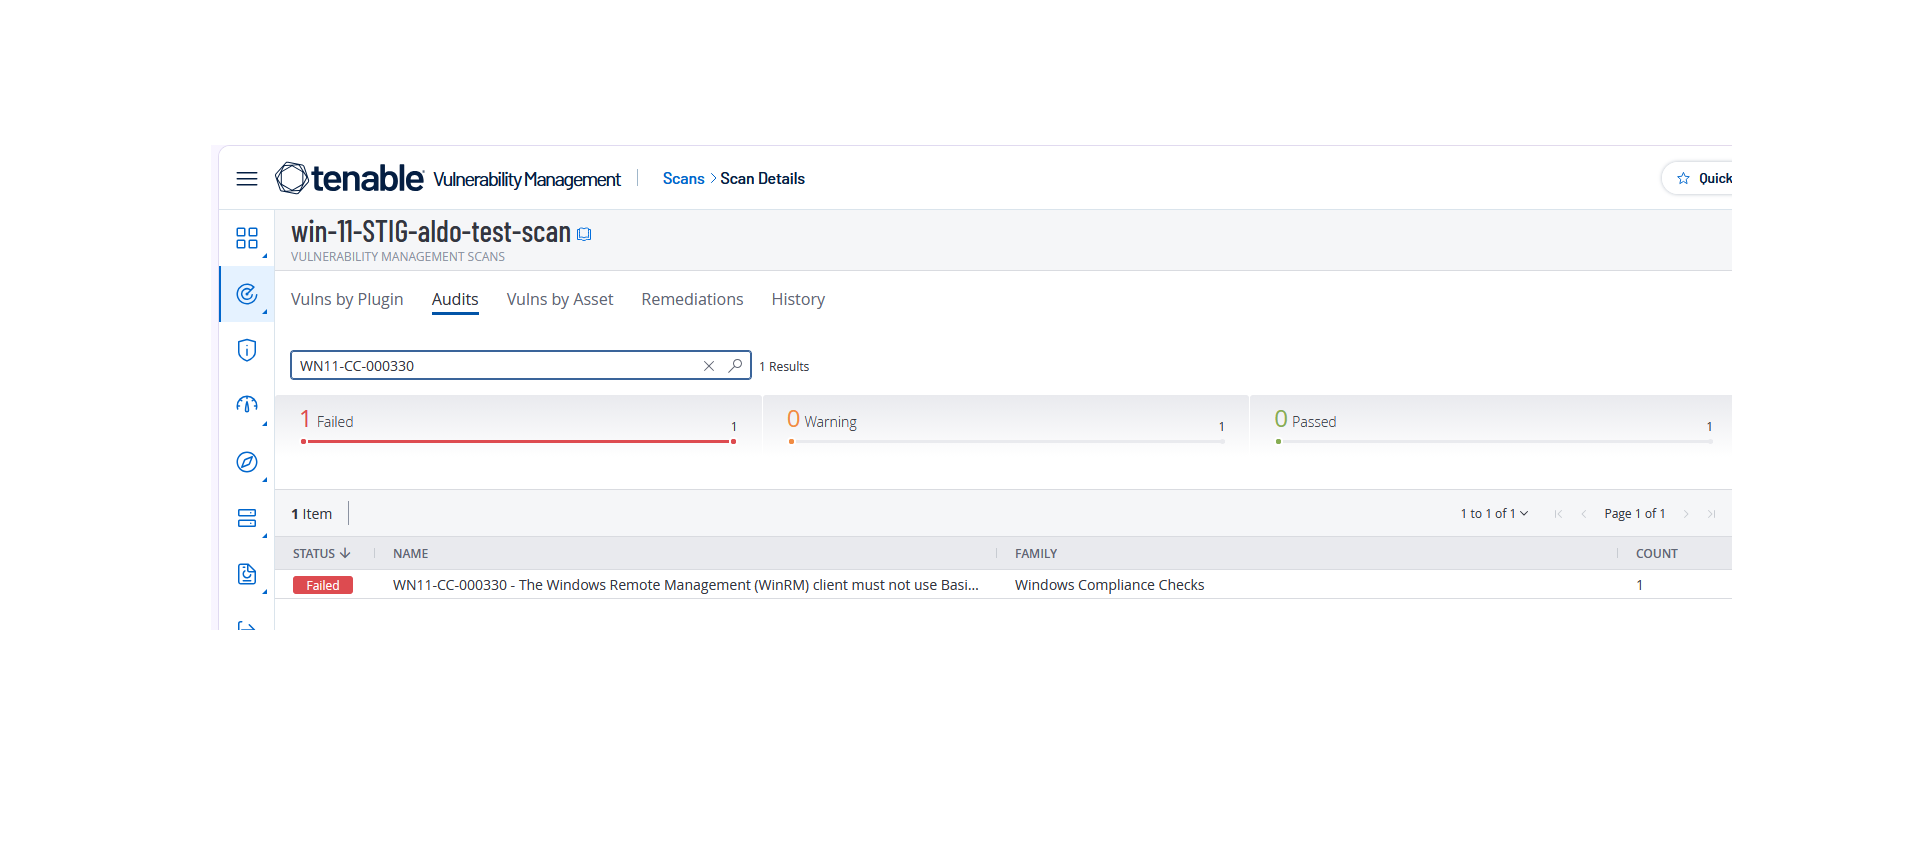 tenable Vulnerability Management Scans > Scan Details Quick
win-11-STIG-aldo-test-scan
VULNERABILITY MANAGEMENT SCANS
Vulns by Plugin Audits Vulns by Asset Remediations History
WN11-CC-000330 1 Results
1 Failed 1 0 Warning 1 0 Passed 1
1 Item 1 to 1 of 1 Page 1 of 1
STATUS NAME FAMILY COUNT
Failed WN11-CC-000330 - The Windows Remote Management (WinRM) client must not use Basi... Windows Compliance Checks 1